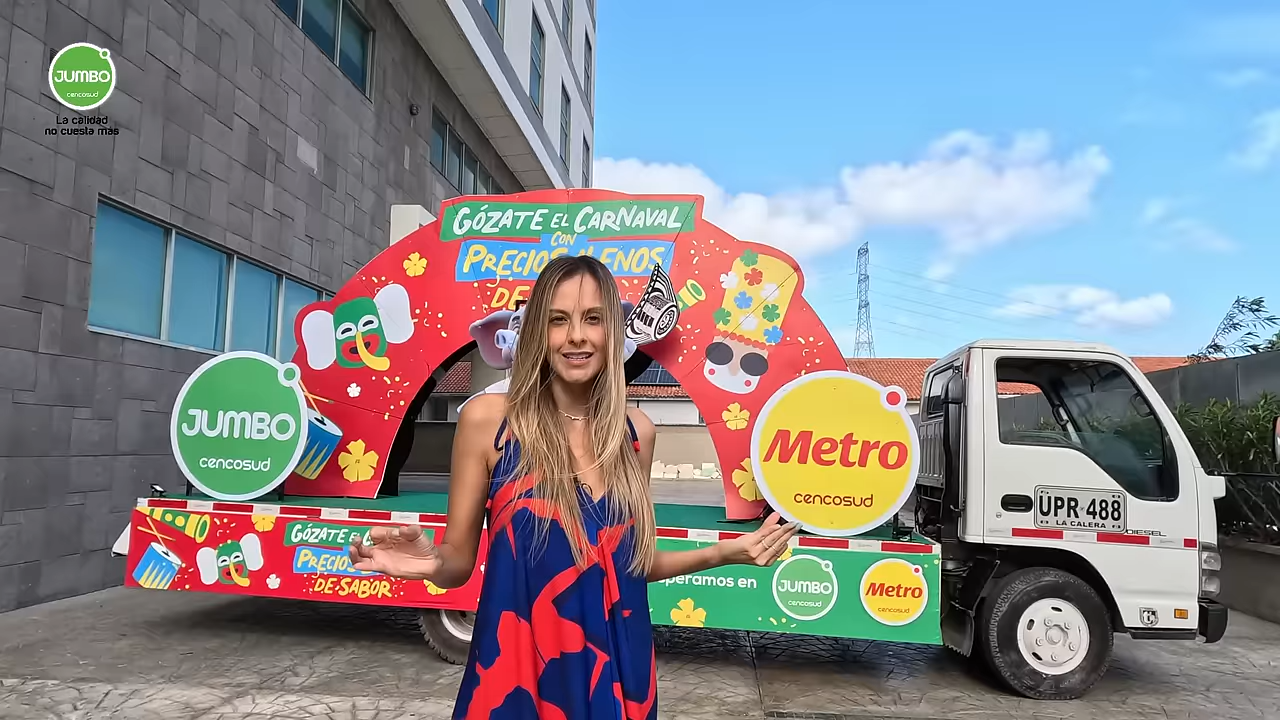 JUMBO
cencosud
La calidad
no cuesta más
GÓZATE EL CARNAVAL
CON
DE
JUMBO
cencosud
Metro
cencosud
UPR-488
LA CALERA
DIESEL
GÓZATE EL
DE SABOR
en
JUMBO
cencosud
Metro
cencosud